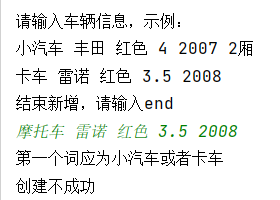 请输入车辆信息，示例：
小汽车 丰田 红色 4 2007 2厢
卡车 雷诺 红色 3.5 2008
结束新增，请输入end
摩托车 雷诺 红色 3.5 2008
第一个词应为小汽车或者卡车
创建不成功